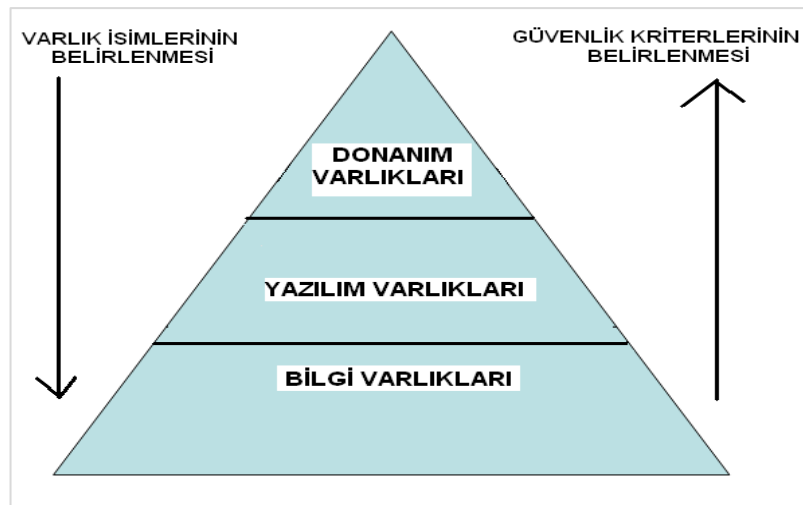 VARLIK İSİMLERİNİN
BELİRLENMESİ
GÜVENLİK KRİTERLERİNİN
BELİRLENMESİ
DONANIM
VARLIKLARI
YAZILIM VARLIKLARI
BİLGİ VARLIKLARI